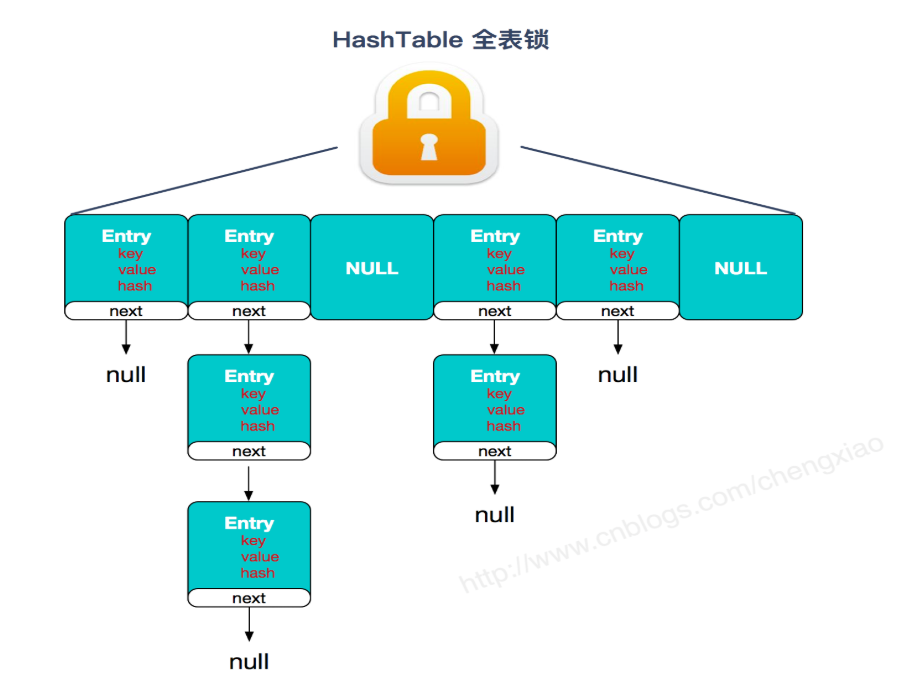 HashTable 全表锁
Entry
key
value
hash
next
Entry
key
value
hash
next
NULL
Entry
key
value
hash
next
Entry
key
value
hash
next
NULL
null
Entry
key
value
hash
next
Entry
key
value
hash
next
null
null
Entry
key
value
hash
next
null
http://www.cnblogs.com/chengxiao